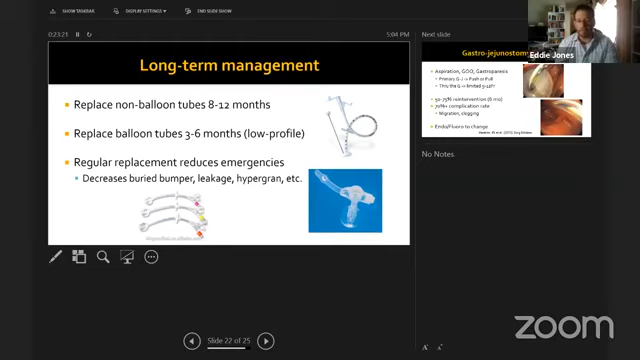 SHOW TASKBAR
DISPLAY SETTINGS
END SLIDE SHOW
0:23:21
5:04 PM
Long-term management
Replace non-balloon tubes 8-12 months
Replace balloon tubes 3-6 months (low-profile)
Regular replacement reduces emergencies
Decreases buried bumper, leakage, hypergran, etc.
Slide 22 of 25
Next slide
Gastro-jejunostomy
Aspiration, GOO, Gastroparesis
Primary G-J -> Push or Pull
Thru the G -> limited
50-75% reintervention (6 mo)
70%+ complication rate
Migration, clogging
Endo/Fluoro to change
No Notes
A A
Eddie Jones
zoom